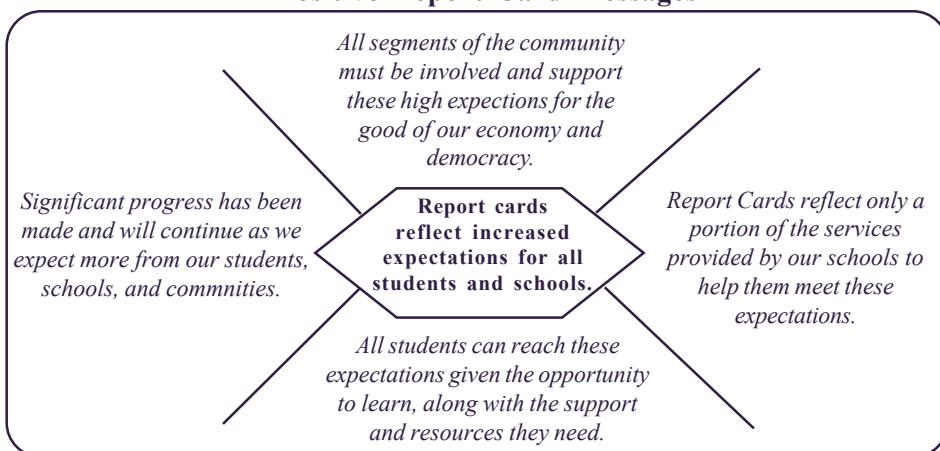 All segments of the community
must be involved and support
these high expections for the
good of our economy and
democracy.
Significant progress has been
made and will continue as we
expect more from our students,
schools, and commnities.
Report cards
reflect increased
expectations for all
students and schools.
Report Cards reflect only a
portion of the services
provided by our schools to
help them meet these
expectations.
All students can reach these
expectations given the opportunity
to learn, along with the support
and resources they need.